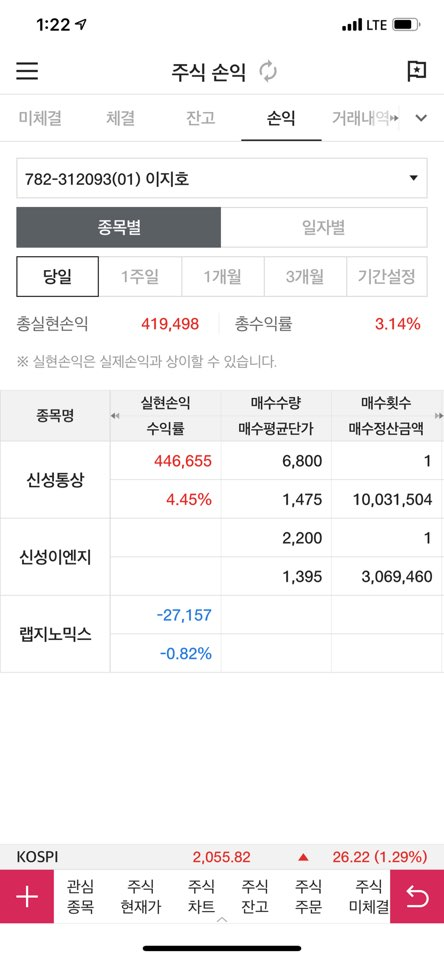 1:22 LTE
주식 손익
미체결 체결 잔고 손익 거래내역
782-312093(01) 이지호
종목별 일자별
당일 1주일 1개월 3개월 기간설정
총실현손익 419,498 총수익률 3.14%
※ 실현손익은 실제손익과 상이할 수 있습니다.
종목명 실현손익 매수수량 매수횟수
수익률 매수평균단가 매수정산금액
신성통상 446,655 6,800 1
4.45% 1,475 10,031,504
신성이엔지 2,200 1
1,395 3,069,460
랩지노믹스 -27,157
-0.82%
KOSPI 2,055.82 ▲ 26.22 (1.29%)
관심 주식 주식 주식 주식 주식
종목 현재가 차트 잔고 주문 미체결